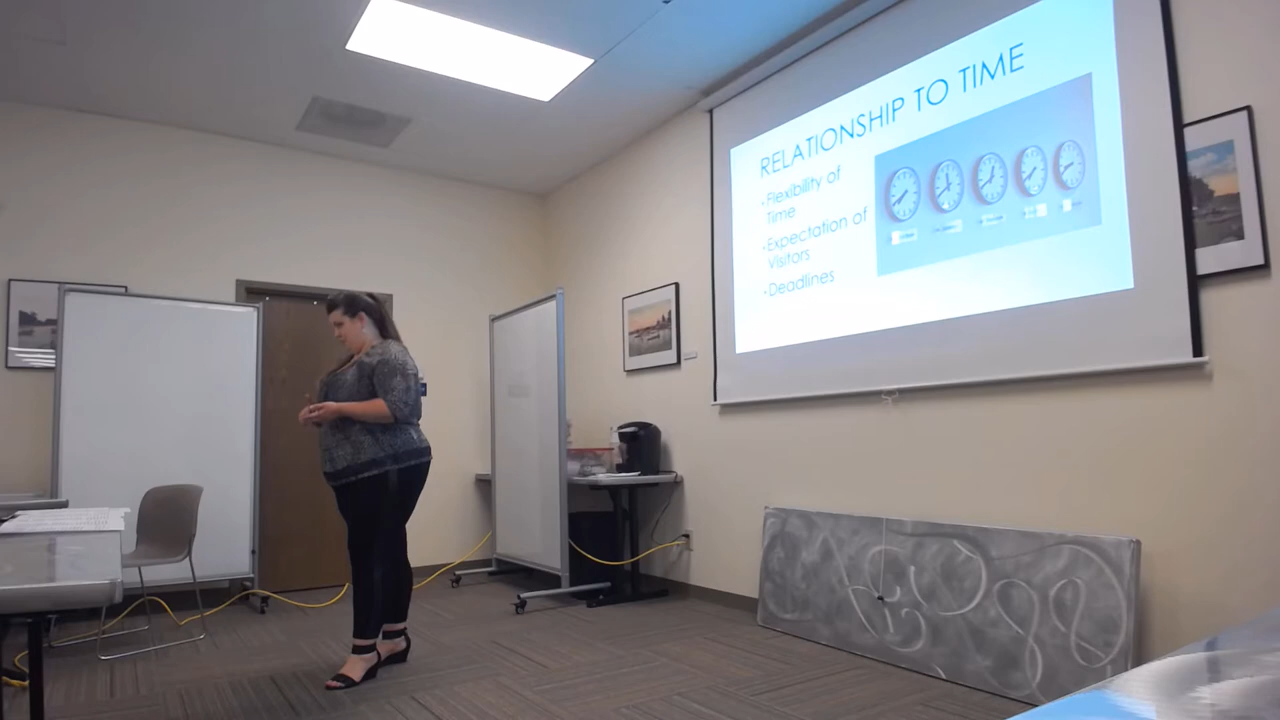 RELATIONSHIP TO TIME
•Flexibility of
Time
•Expectation of
Visitors
•Deadlines